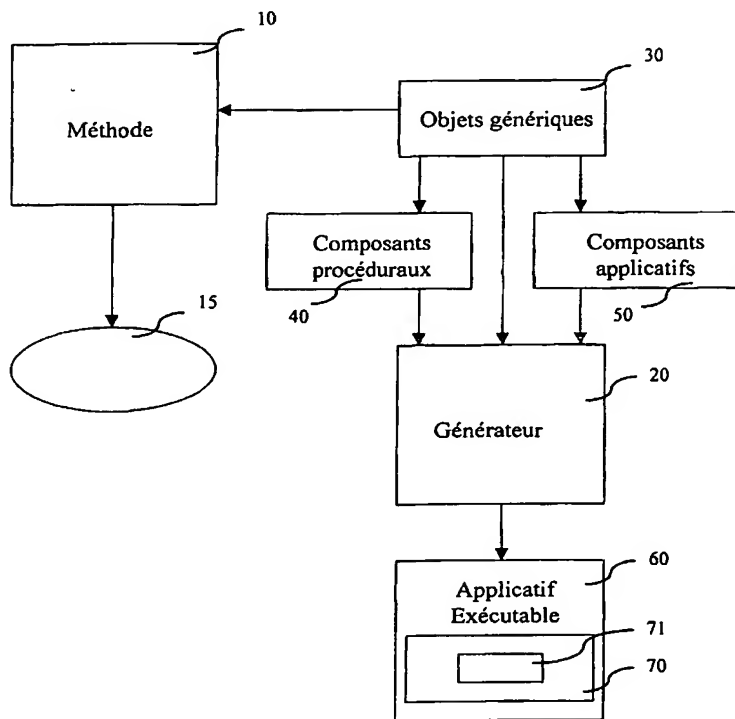 10
Méthode
30
Objets génériques
Composants
procéduraux
40
Composants
applicatifs
50
15
20
Générateur
60
Applicatif
Exécutable
71
70